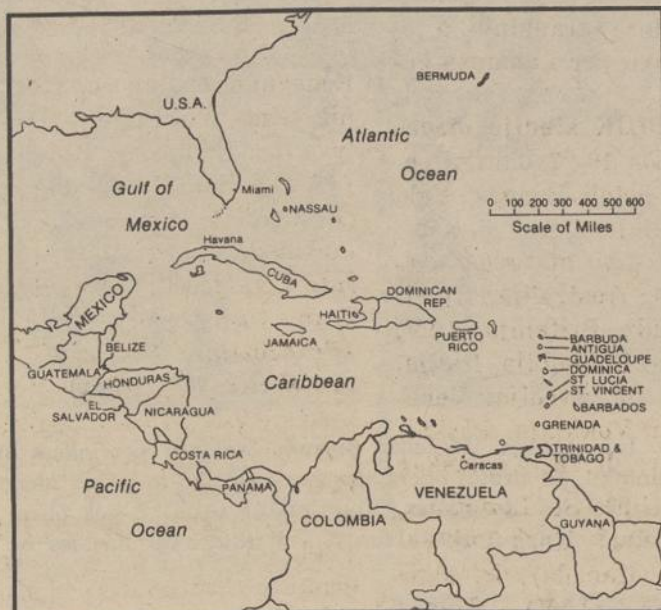 BERMUDA
U.S.A.
Atlantic
Ocean
Gulf of
Mexico
Miami
NASSAU
0 100 200 300 400 500 600
Scale of Miles
Havana
CUBA
MEXICO
DOMINICAN
REP.
HAITI
JAMAICA
PUERTO
RICO
BELIZE
GUATEMALA
HONDURAS
EL
SALVADOR
NICARAGUA
Caribbean
BARBUDA
ANTIGUA
GUADELOUPE
DOMINICA
ST. LUCIA
ST. VINCENT
BARBADOS
GRENADA
TRINIDAD &
TOBAGO
COSTA RICA
PANAMA
Caracas
VENEZUELA
COLOMBIA
GUYANA
Pacific
Ocean